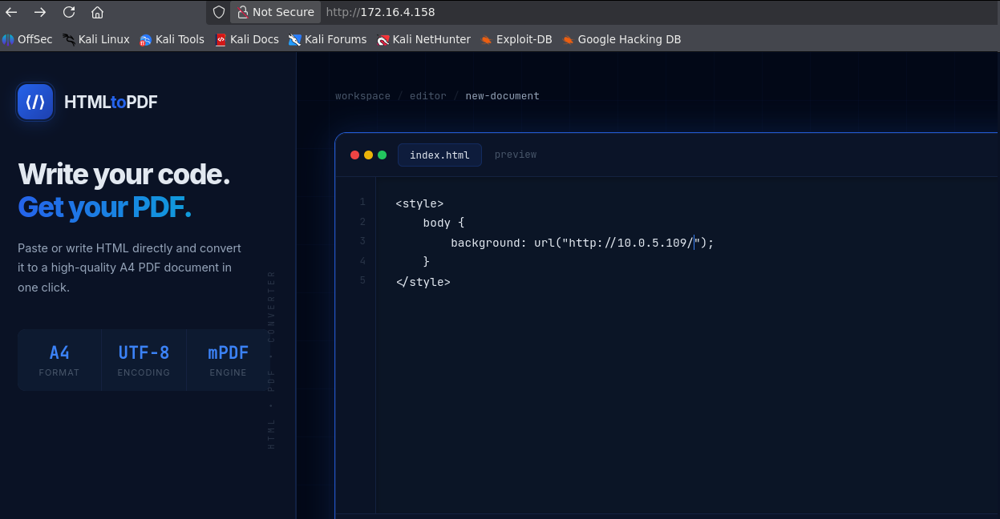 Not Secure http://172.16.4.158
OffSec Kali Linux Kali Tools Kali Docs Kali Forums Kali NetHunter Exploit-DB Google Hacking DB
HTMLtoPDF
Write your code.
Get your PDF.
Paste or write HTML directly and convert
it to a high-quality A4 PDF document in
one click.
A4
FORMAT
UTF-8
ENCODING
mPDF
ENGINE
HTML • PDF • CONVERTER
workspace / editor / new-document
index.html preview
1 <style>
2 body {
3 background: url("http://10.0.5.109/");
4 }
5 </style>